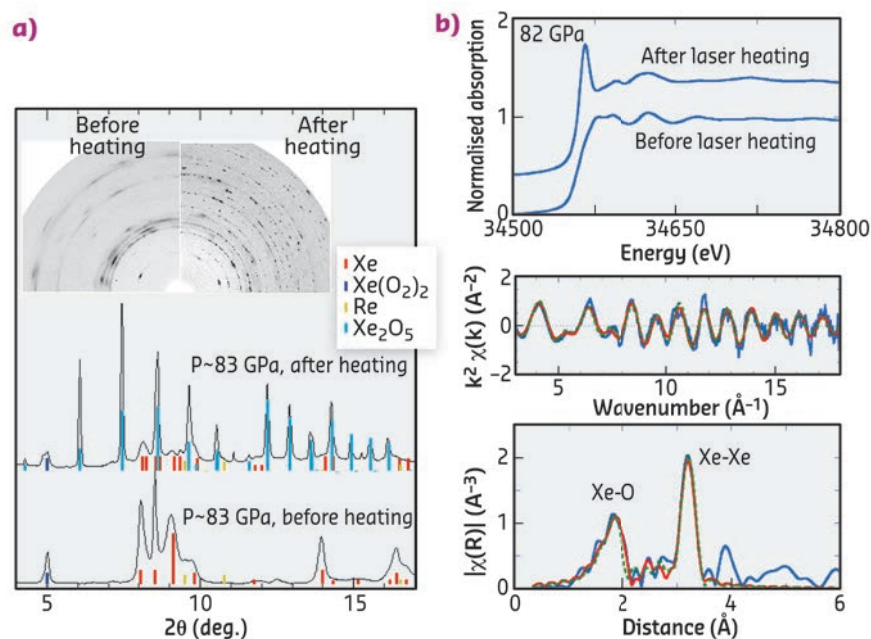 a)
Before
heating
After
heating
Xe
Xe(O₂)₂
Re
Xe₂O₅
P~83 GPa, after heating
P~83 GPa, before heating
5
10
15
2θ (deg.)
b)
82 GPa
After laser heating
Before laser heating
Normalised absorption
2
1
0
34500
34650
34800
Energy (eV)
k² χ(k) (A⁻²)
2
0
−2
5
10
15
Wavenumber (Å⁻¹)
|χ(R)| (A⁻³)
Xe-O
Xe-Xe
2
1
0
0
2
4
6
Distance (Å)